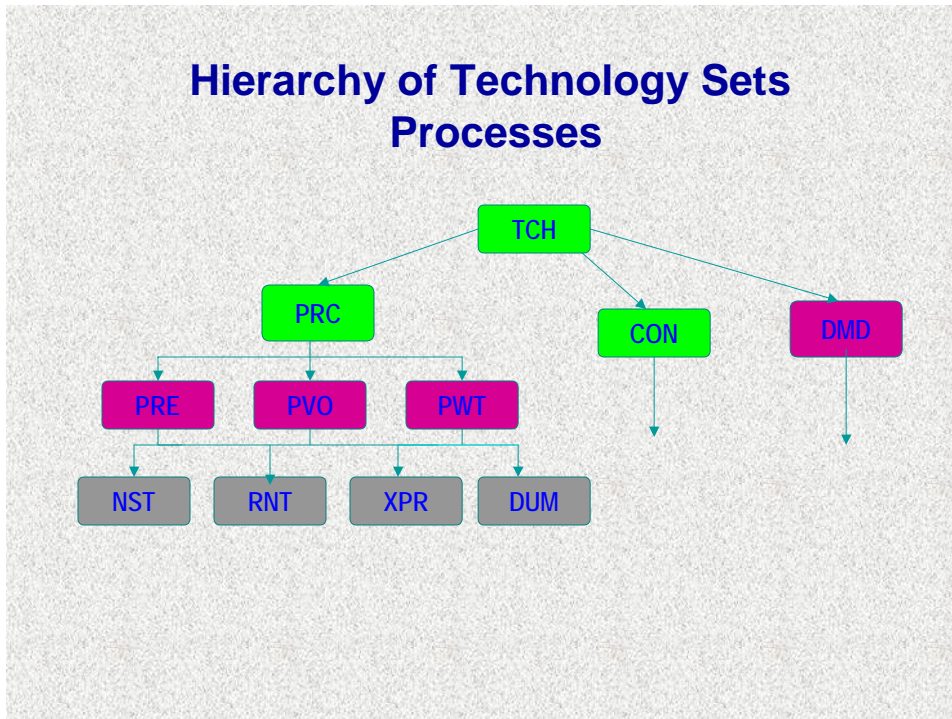 Hierarchy of Technology Sets
Processes
TCH
PRC
CON
DMD
PRE
PVO
PWT
NST
RNT
XPR
DUM